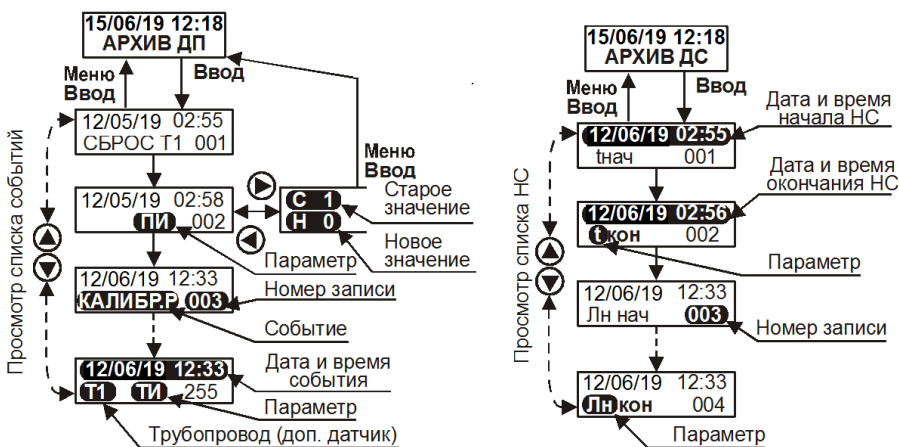 15/06/19 12:18
АРХИВ ДП
Меню
Ввод
Ввод
12/05/19 02:55
СБРОС Т1 001
12/05/19 02:58
ПИ 002
12/06/19 12:33
КАЛИБР.Р 003
12/06/19 12:33
Т1 ТИ 255
Просмотр списка событий
Меню
Ввод
С 1
Н 0
Старое
значение
Новое
значение
Параметр
Номер записи
Событие
Дата и время
события
Параметр
Трубопровод (доп. датчик)
15/06/19 12:18
АРХИВ ДС
Меню
Ввод
Ввод
12/06/19 02:55
tнач 001
12/06/19 02:56
tкон 002
12/06/19 12:33
Лн нач 003
12/06/19 12:33
Лн кон 004
Просмотр списка НС
Дата и время
начала НС
Дата и время
окончания НС
Параметр
Номер записи
Параметр